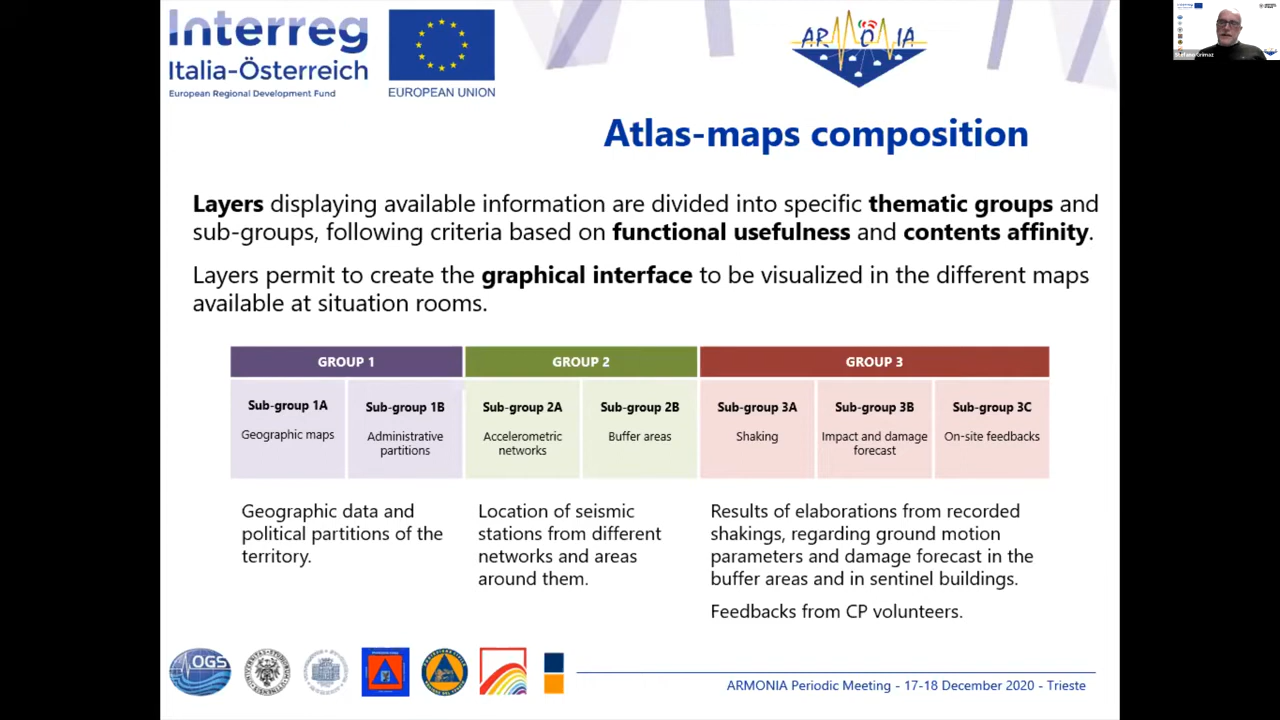 Interreg
Italia-Österreich
European Regional Development Fund
EUROPEAN UNION
ARMONIA
Stefano Grimaz
Atlas-maps composition
Layers displaying available information are divided into specific thematic groups and
sub-groups, following criteria based on functional usefulness and contents affinity.
Layers permit to create the graphical interface to be visualized in the different maps
available at situation rooms.
GROUP 1
GROUP 2
GROUP 3
Sub-group 1A
Geographic maps
Sub-group 1B
Administrative
partitions
Sub-group 2A
Accelerometric
networks
Sub-group 2B
Buffer areas
Sub-group 3A
Shaking
Sub-group 3B
Impact and damage
forecast
Sub-group 3C
On-site feedbacks
Geographic data and
political partitions of the
territory.
Location of seismic
stations from different
networks and areas
around them.
Results of elaborations from recorded
shakings, regarding ground motion
parameters and damage forecast in the
buffer areas and in sentinel buildings.
Feedbacks from CP volunteers.
OGS
ARMONIA Periodic Meeting - 17-18 December 2020 - Trieste